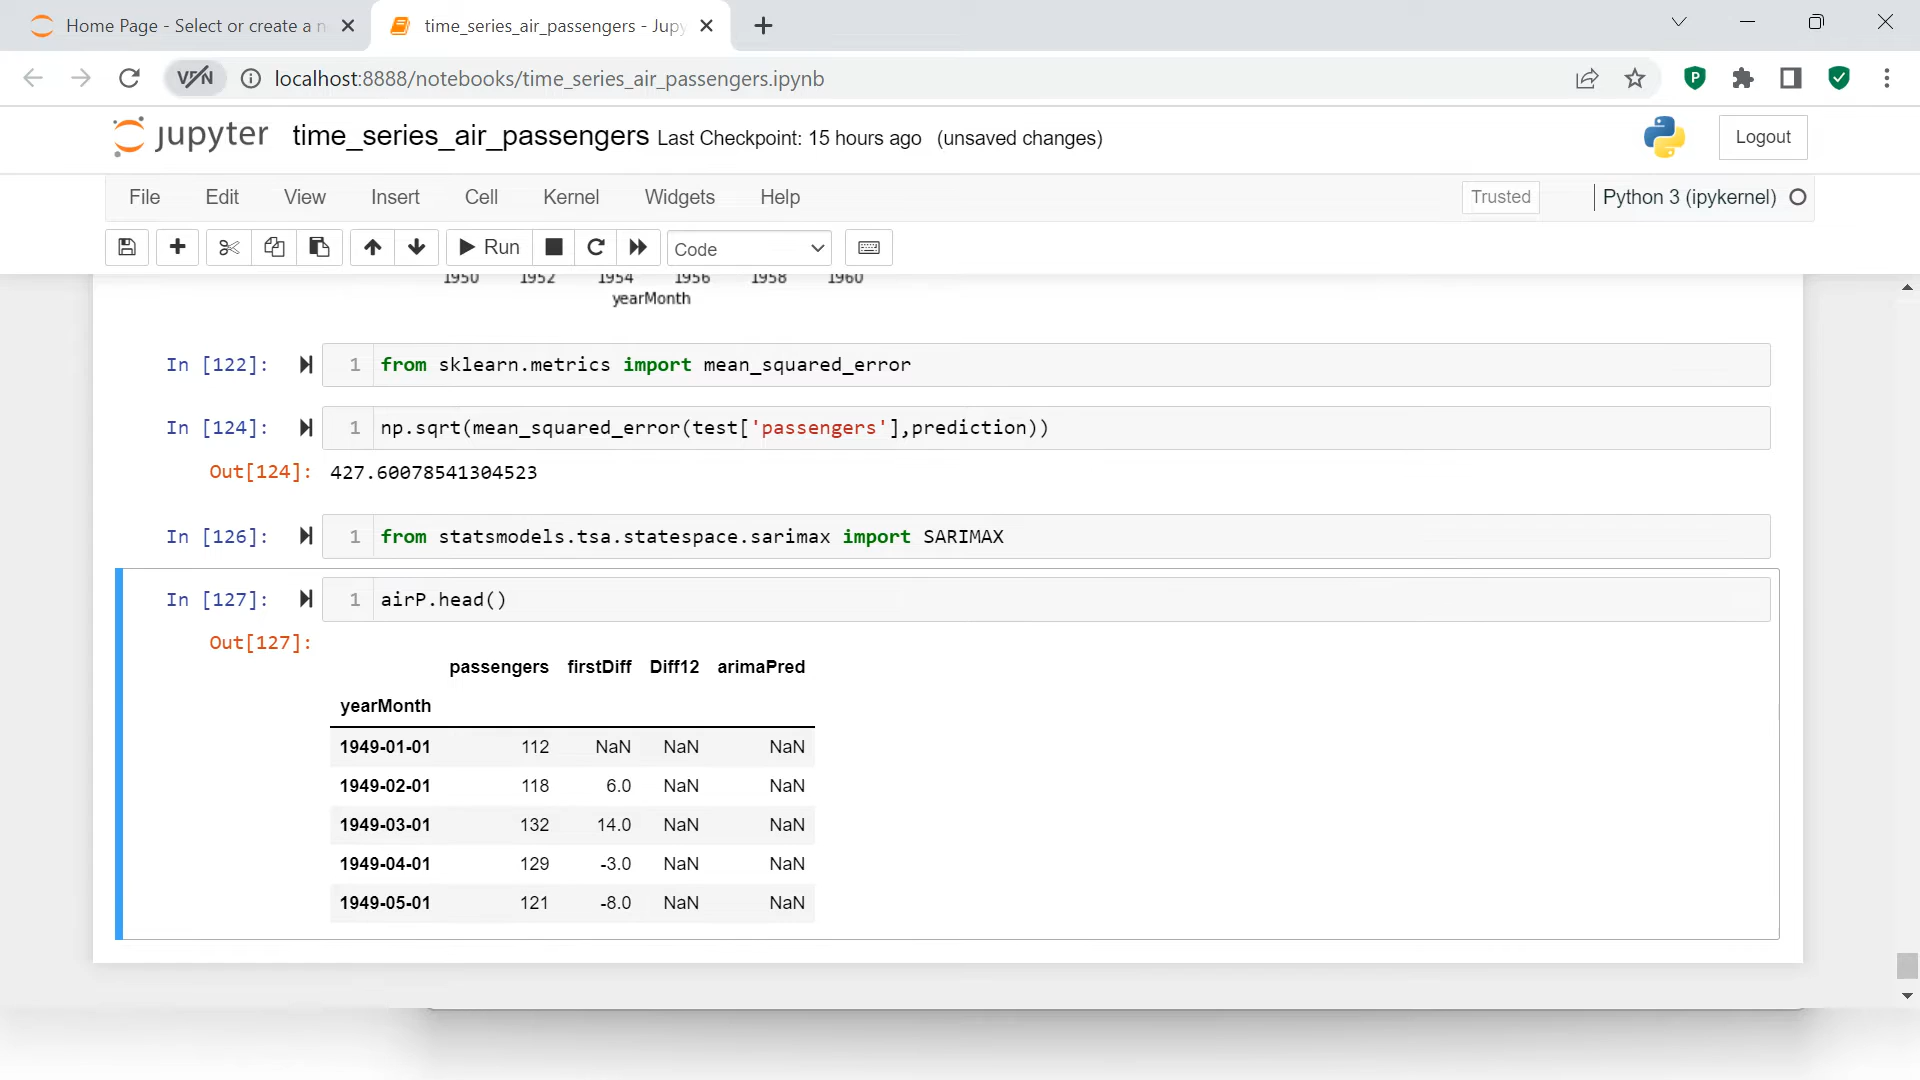 Home Page - Select or create a n
time_series_air_passengers - Jupy
VPN
localhost:8888/notebooks/time_series_air_passengers.ipynb
P
jupyter time_series_air_passengers Last Checkpoint: 15 hours ago (unsaved changes)
Logout
File Edit View Insert Cell Kernel Widgets Help
Trusted
Python 3 (ipykernel)
Run
Code
1950 1952 1954 1956 1958 1960
yearMonth
In [122]: 1 from sklearn.metrics import mean_squared_error
In [124]: 1 np.sqrt(mean_squared_error(test['passengers'],prediction))
Out[124]: 427.60078541304523
In [126]: 1 from statsmodels.tsa.statespace.sarimax import SARIMAX
In [127]: 1 airP.head()
Out[127]:
passengers firstDiff Diff12 arimaPred
yearMonth
1949-01-01 112 NaN NaN NaN
1949-02-01 118 6.0 NaN NaN
1949-03-01 132 14.0 NaN NaN
1949-04-01 129 -3.0 NaN NaN
1949-05-01 121 -8.0 NaN NaN